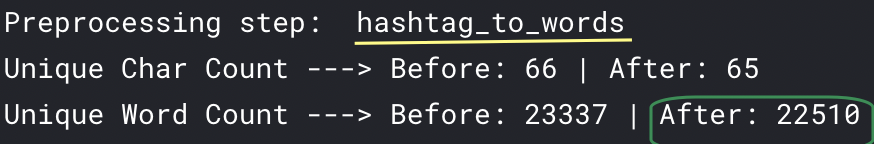 Preprocessing step:  hashtag_to_words
Unique Char Count ---> Before: 66 | After: 65
Unique Word Count ---> Before: 23337 | After: 22510